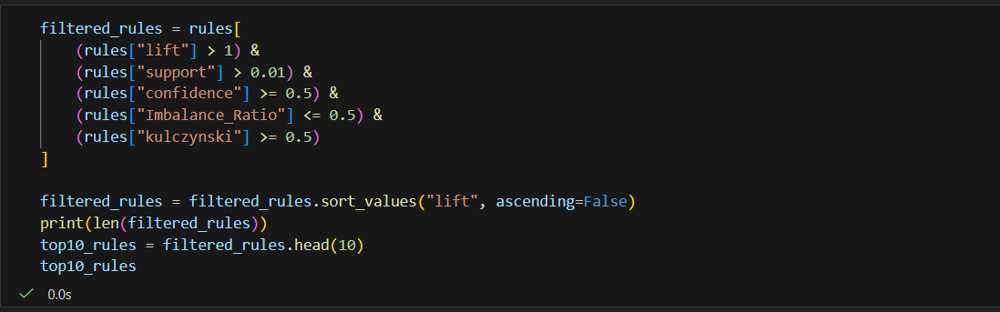 filtered_rules = rules[
    (rules["lift"] > 1) &
    (rules["support"] > 0.01) &
    (rules["confidence"] >= 0.5) &
    (rules["Imbalance_Ratio"] <= 0.5) &
    (rules["kulczynski"] >= 0.5)
]

filtered_rules = filtered_rules.sort_values("lift", ascending=False)
print(len(filtered_rules))
top10_rules = filtered_rules.head(10)
top10_rules
0.0s